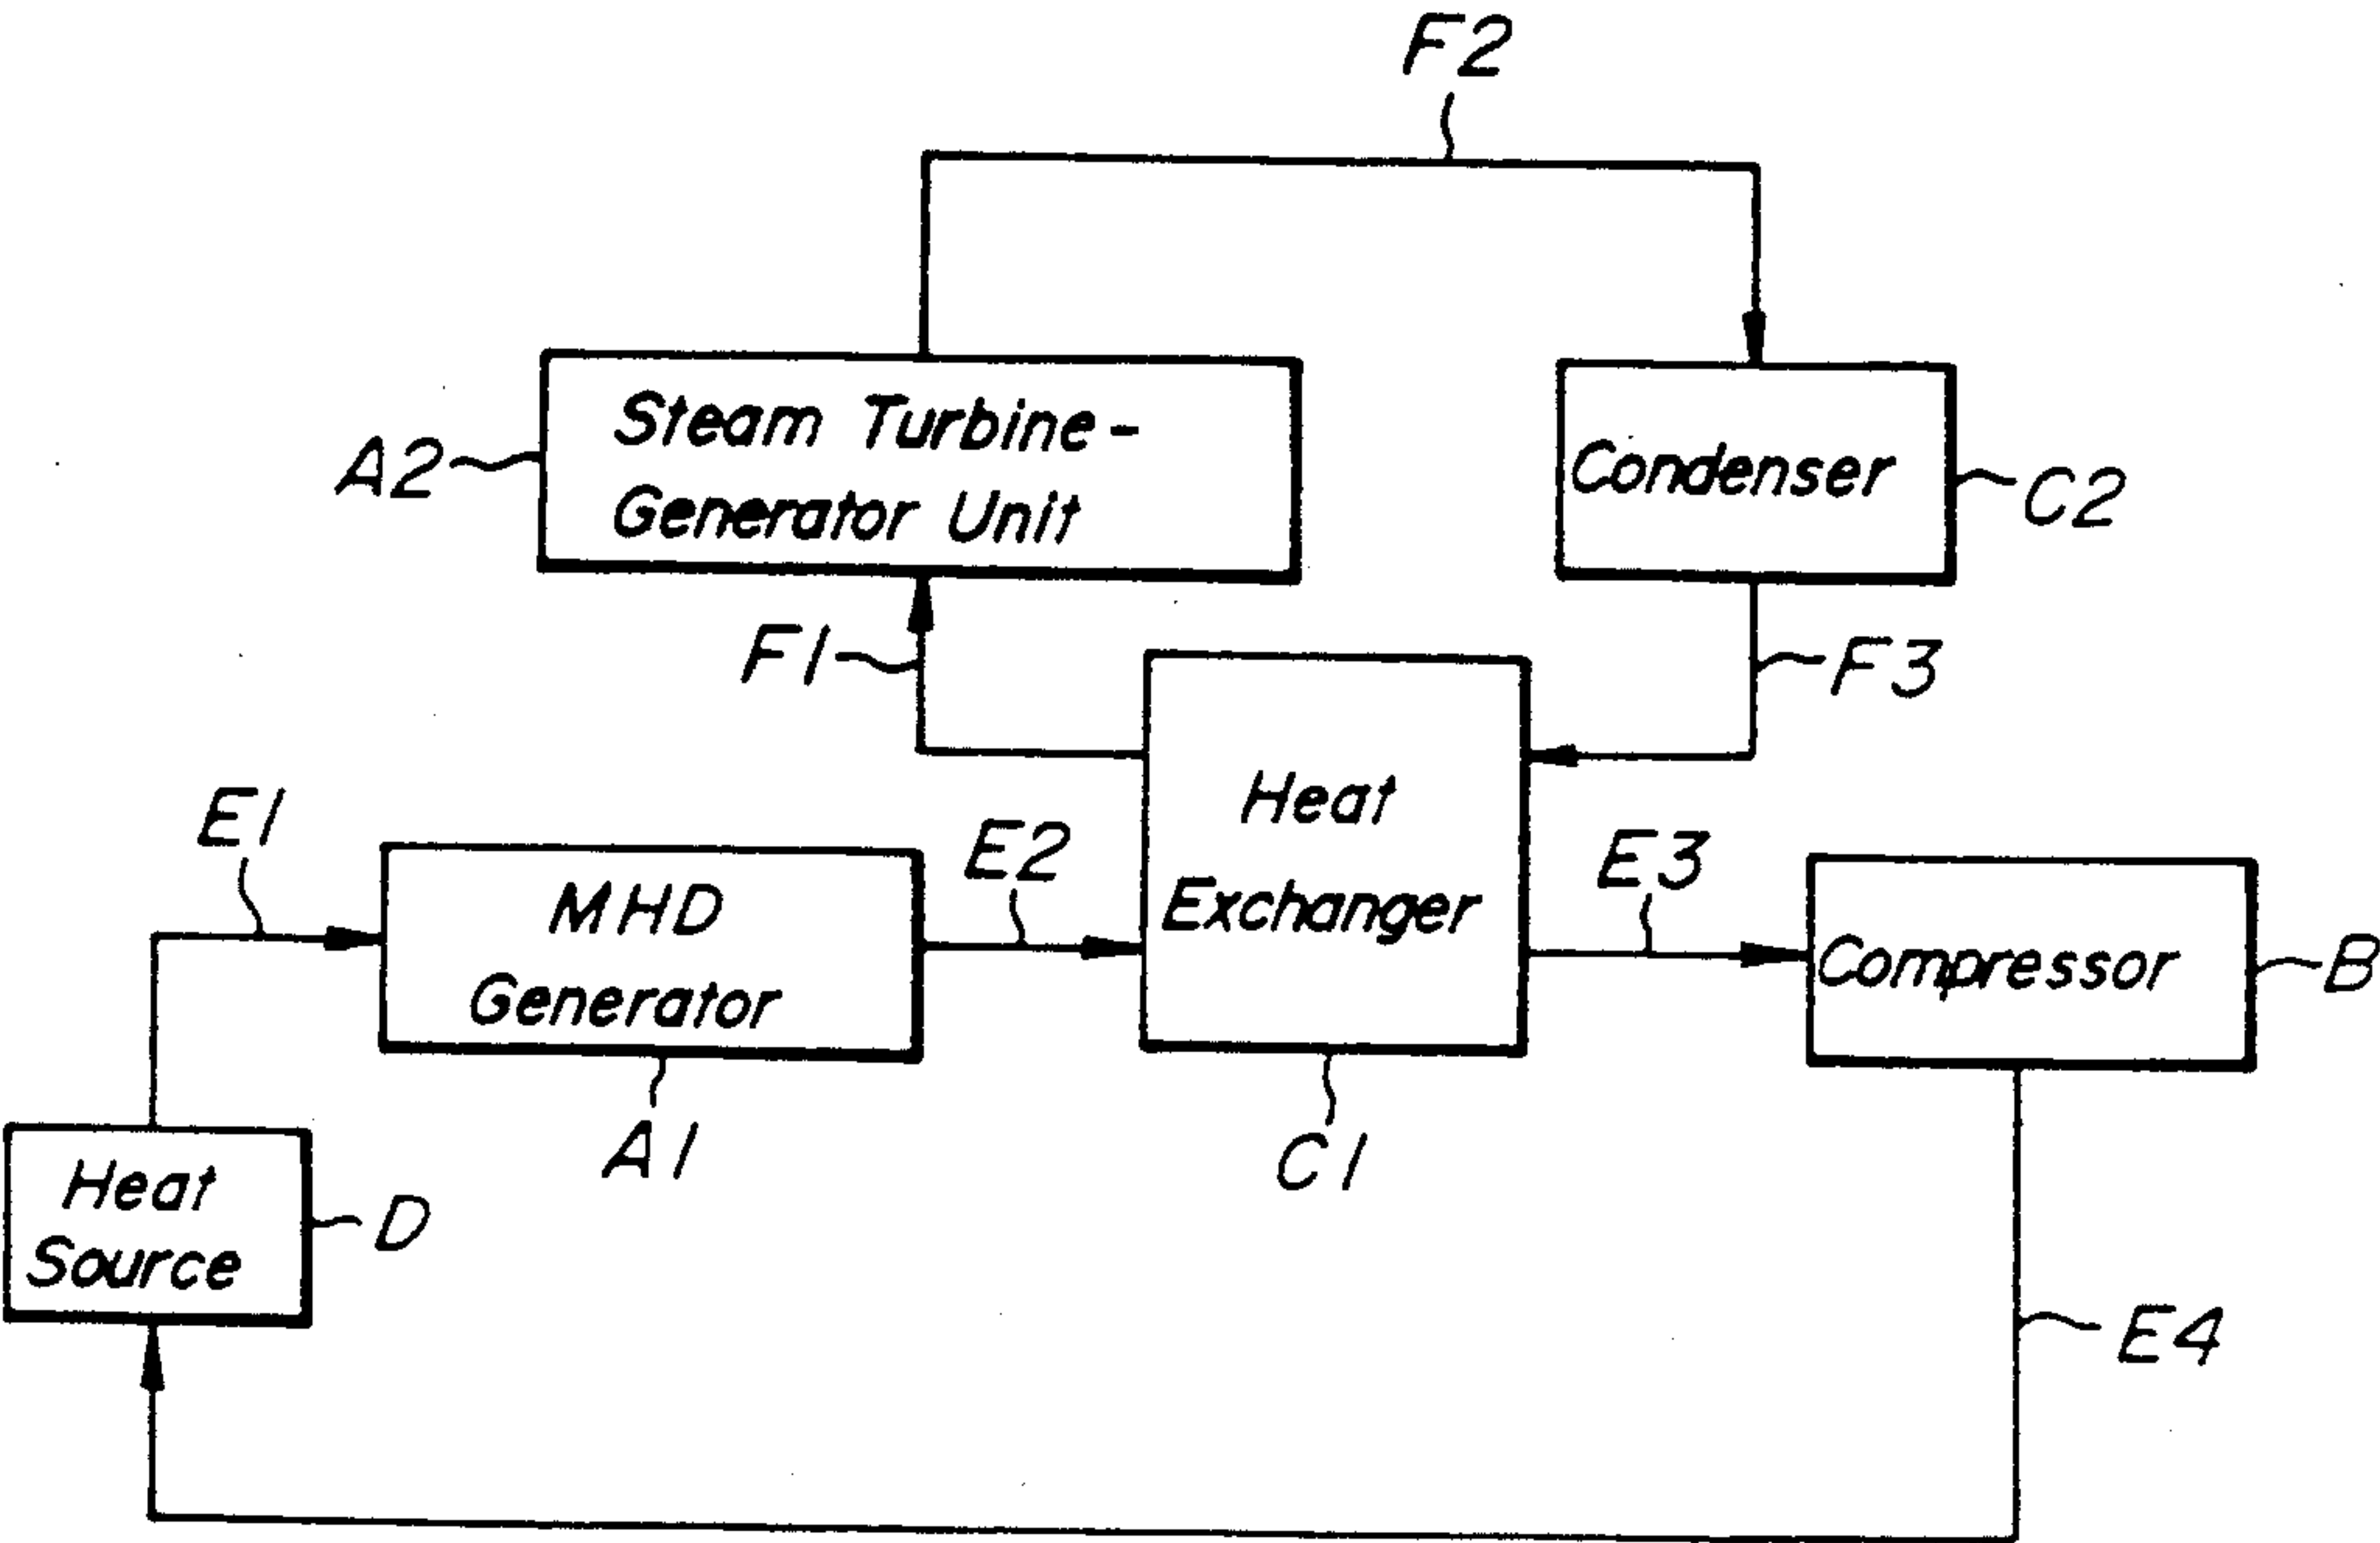 F2
Steam Turbine-
Generator Unit
A2
Condenser
C2
F1
F3
Heat
Exchanger
E1
MHD
Generator
E2
E3
Compressor
B
A1
C1
Heat
Source
D
E4